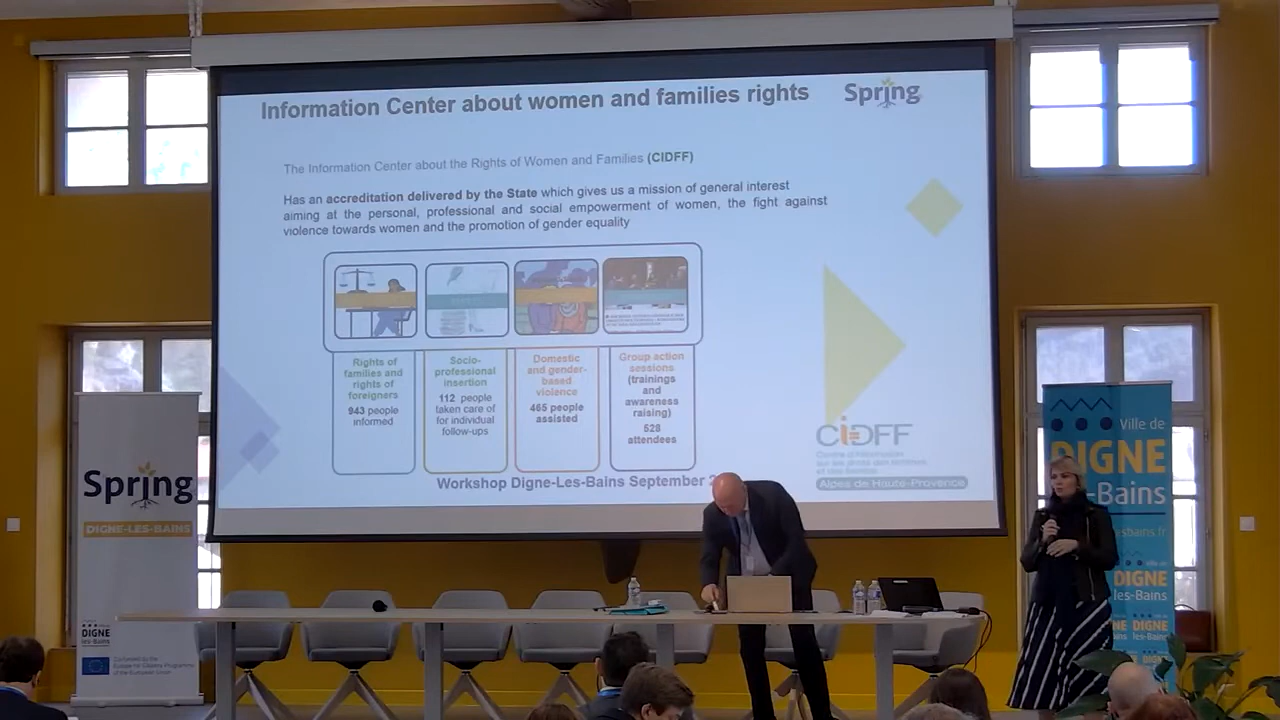 Information Center about women and families rights
Spring
The Information Center about the Rights of Women and Families (CIDFF)
Has an accreditation delivered by the State which gives us a mission of general interest
aiming at the personal, professional and social empowerment of women, the fight against
violence towards women and the promotion of gender equality
Rights of
families and
rights of
foreigners
943 people
informed
Socio-
professional
insertion
112 people
taken care of
for individual
follow-ups
Domestic
and gender-
based
violence
465 people
assisted
Group action
sessions
(trainings
and
awareness
raising)
528
attendees
CIDFF
Alpes de Haute-Provence
Workshop Digne-Les-Bains September
Spring
DIGNE-LES-BAINS
DIGNE
les-Bains
Ville de
DIGNE
-Bains
sbains.fr
DIGNE
les-Bains
DIGNE
DIGNE